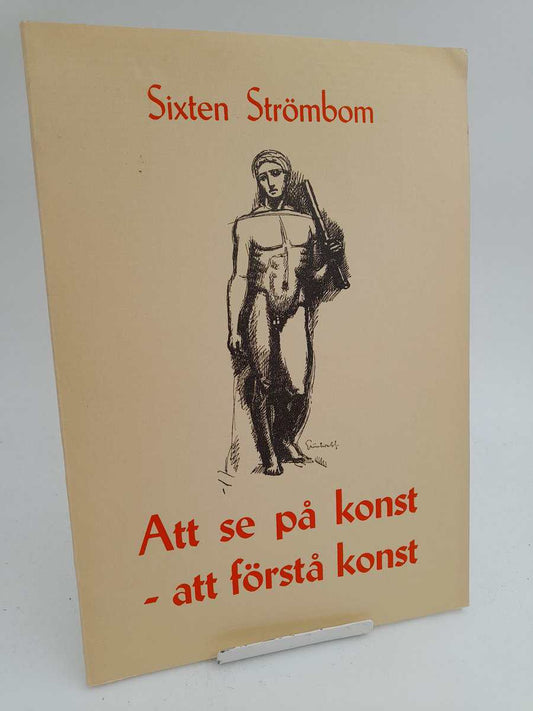 Sixten Strömbom
Att se på konst
- att förstå konst